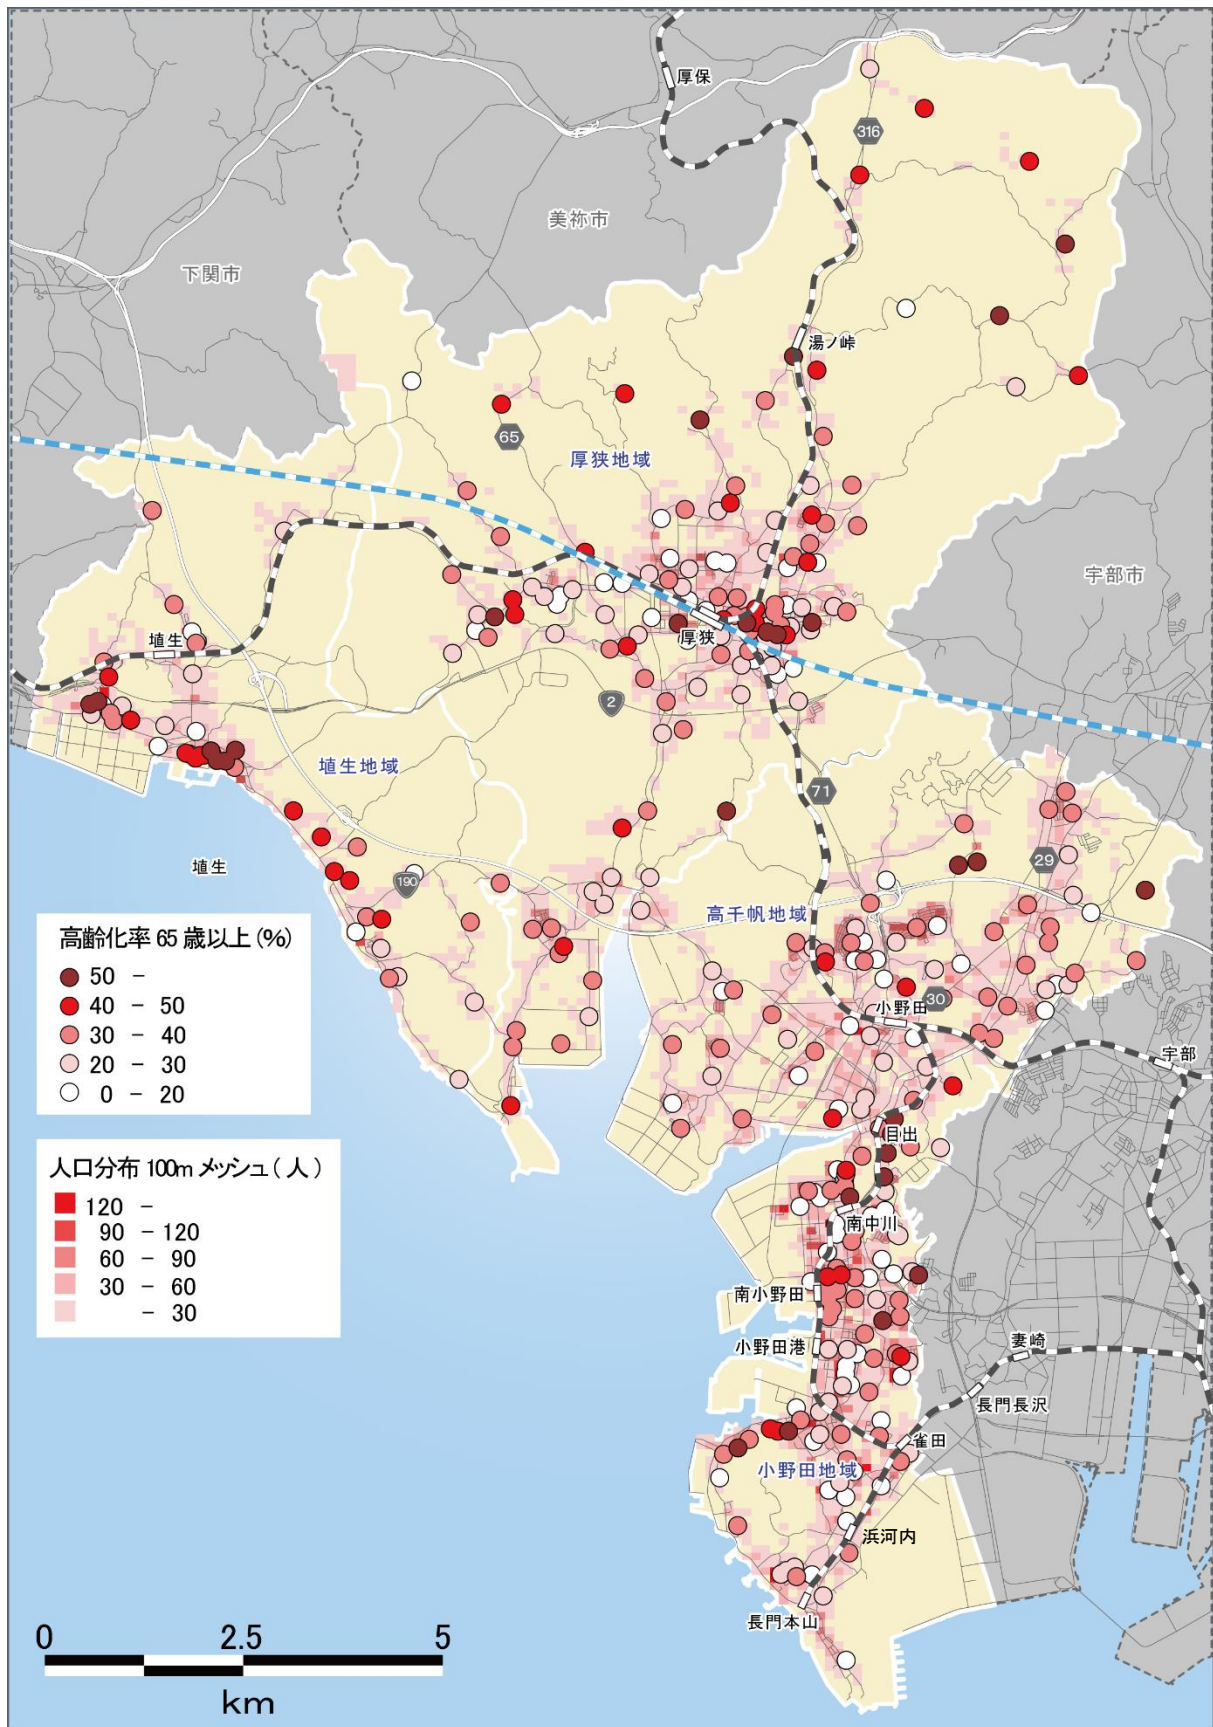 厚保
316
美祢市
下関市
湯ノ峠
65
厚狭地域
宇部市
埴生
厚狭
2
埴生地域
71
29
埴生
190
高千帆地域
30
小野田
宇部
目出
南中川
南小野田
小野田港
妻崎
長門長沢
雀田
小野田地域
浜河内
長門本山
高齢化率 65 歳以上(%)
50 -
40 - 50
30 - 40
20 - 30
0 - 20
人口分布 100m メッシュ(人)
120 -
90 - 120
60 - 90
30 - 60
- 30
0 2.5 5
km